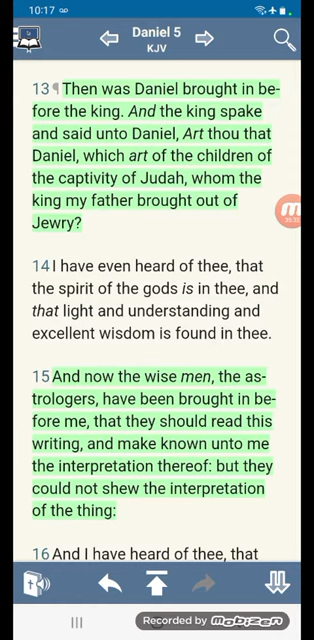 10:17
Daniel 5
KJV
13 ¶ Then was Daniel brought in be-
fore the king. And the king spake
and said unto Daniel, Art thou that
Daniel, which art of the children of
the captivity of Judah, whom the
king my father brought out of
Jewry?
14 I have even heard of thee, that
the spirit of the gods is in thee, and
that light and understanding and
excellent wisdom is found in thee.
15 And now the wise men, the as-
trologers, have been brought in be-
fore me, that they should read this
writing, and make known unto me
the interpretation thereof: but they
could not shew the interpretation
of the thing:
16 And I have heard of thee, that
Recorded by Mobizen